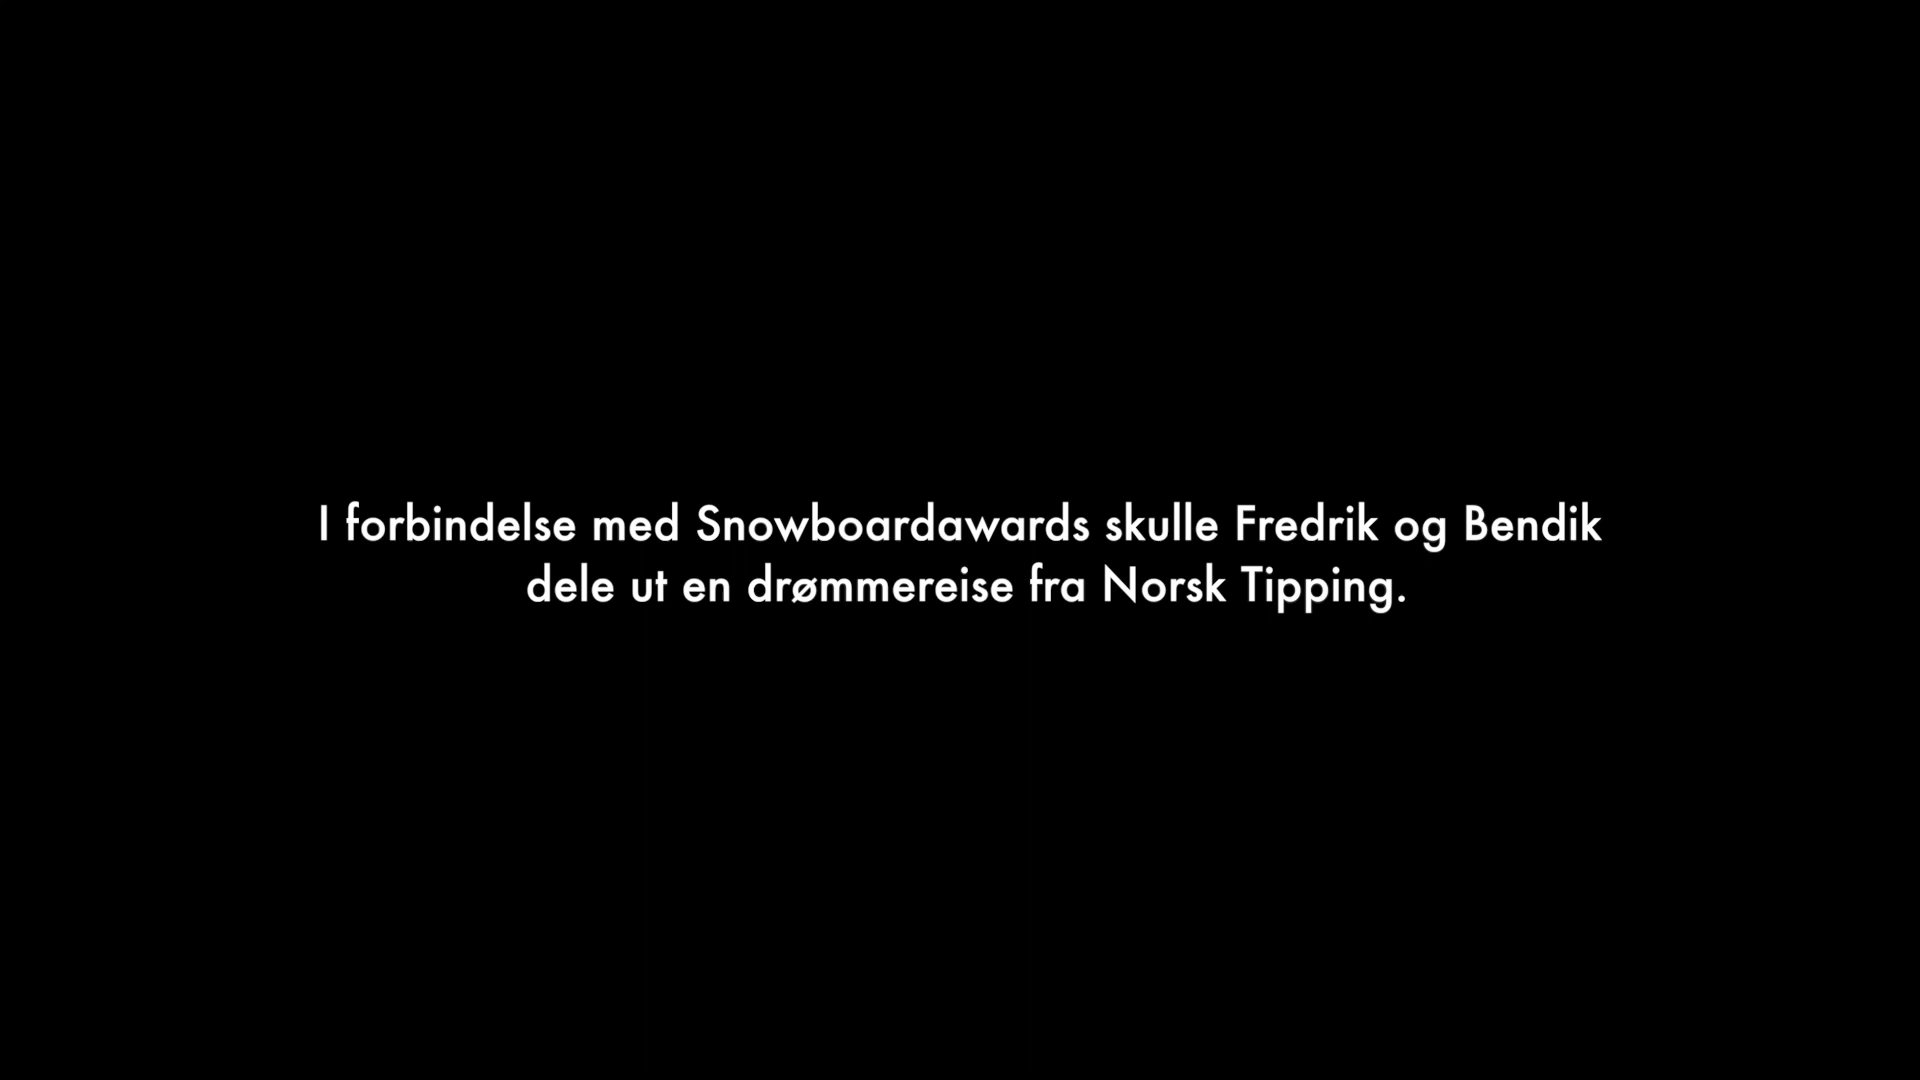 I forbindelse med Snowboardawards skulle Fredrik og Bendik
dele ut en drømmereise fra Norsk Tipping.